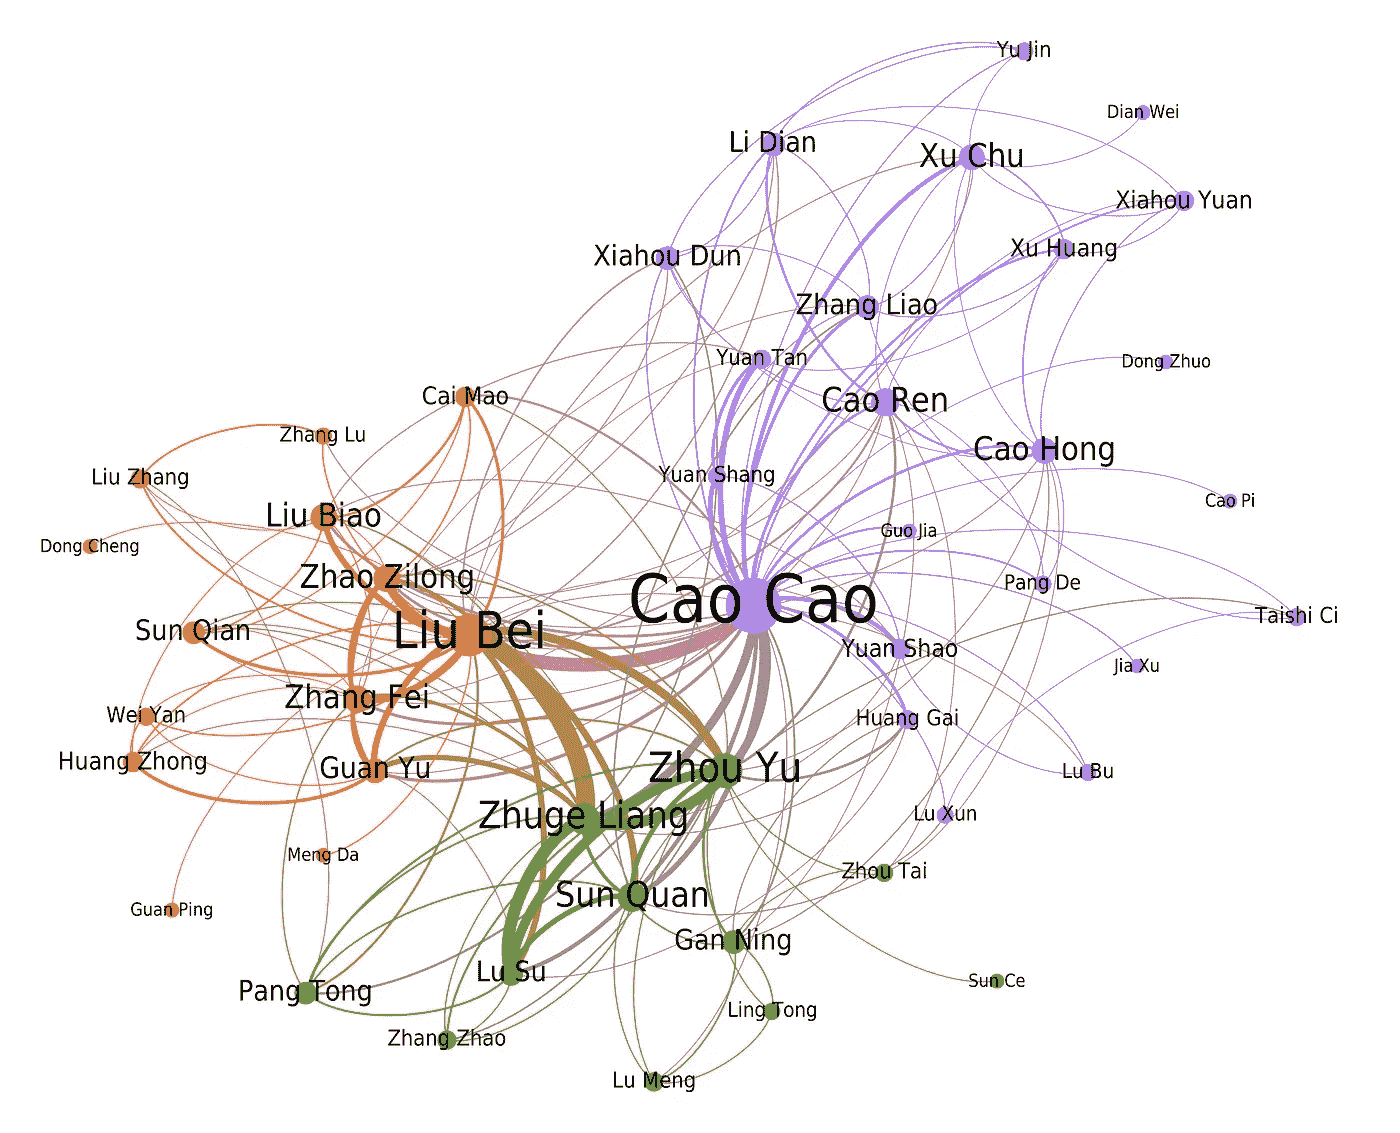 Yu Jin
Dian Wei
Li Dian
Xu Chu
Xiahou Yuan
Xu Huang
Xiahou Dun
Zhang Liao
Yuan Tan
Dong Zhuo
Cai Mao
Cao Ren
Zhang Lu
Cao Hong
Liu Zhang
Yuan Shang
Cao Pi
Liu Biao
Guo Jia
Dong Cheng
Zhao Zilong
Pang De
Cao Cao
Taishi Ci
Sun Qian
Liu Bei
Yuan Shao
Jia Xu
Zhang Fei
Wei Yan
Huang Gai
Huang Zhong
Guan Yu
Zhou Yu
Lu Bu
Zhuge Liang
Lu Xun
Meng Da
Zhou Tai
Sun Quan
Guan Ping
Gan Ning
Lu Su
Sun Ce
Pang Tong
Ling Tong
Zhang Zhao
Lu Meng